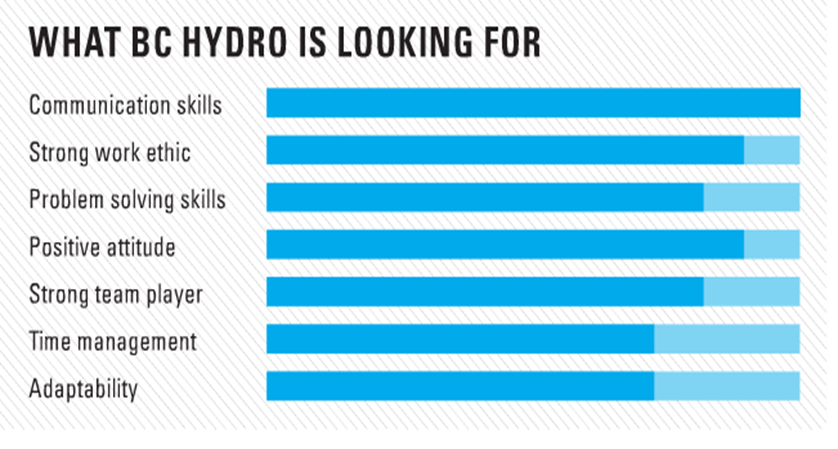 WHAT BC HYDRO IS LOOKING FOR
Communication skills
Strong work ethic
Problem solving skills
Positive attitude
Strong team player
Time management
Adaptability